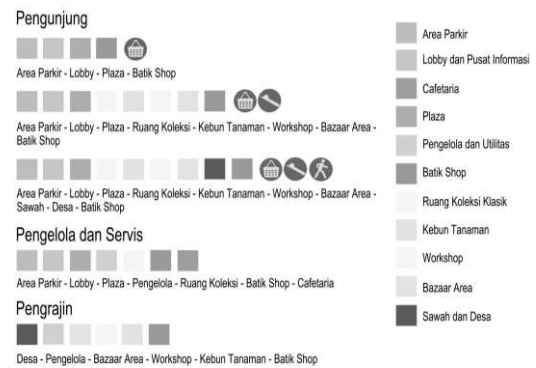 Pengunjung
Area Parkir - Lobby - Plaza - Batik Shop
Area Parkir - Lobby - Plaza - Ruang Koleksi - Kebun Tanaman - Workshop - Bazaar Area -
Batik Shop
Area Parkir - Lobby - Plaza - Ruang Koleksi - Kebun Tanaman - Workshop - Bazaar Area -
Sawah - Desa - Batik Shop
Pengelola dan Servis
Area Parkir - Lobby - Plaza - Pengelola - Ruang Koleksi - Batik Shop - Cafetaria
Pengrajin
Desa - Pengelola - Bazaar Area - Workshop - Kebun Tanaman - Batik Shop
Area Parkir
Lobby dan Pusat Informasi
Cafetaria
Plaza
Pengelola dan Utilitas
Batik Shop
Ruang Koleksi Klasik
Kebun Tanaman
Workshop
Bazaar Area
Sawah dan Desa